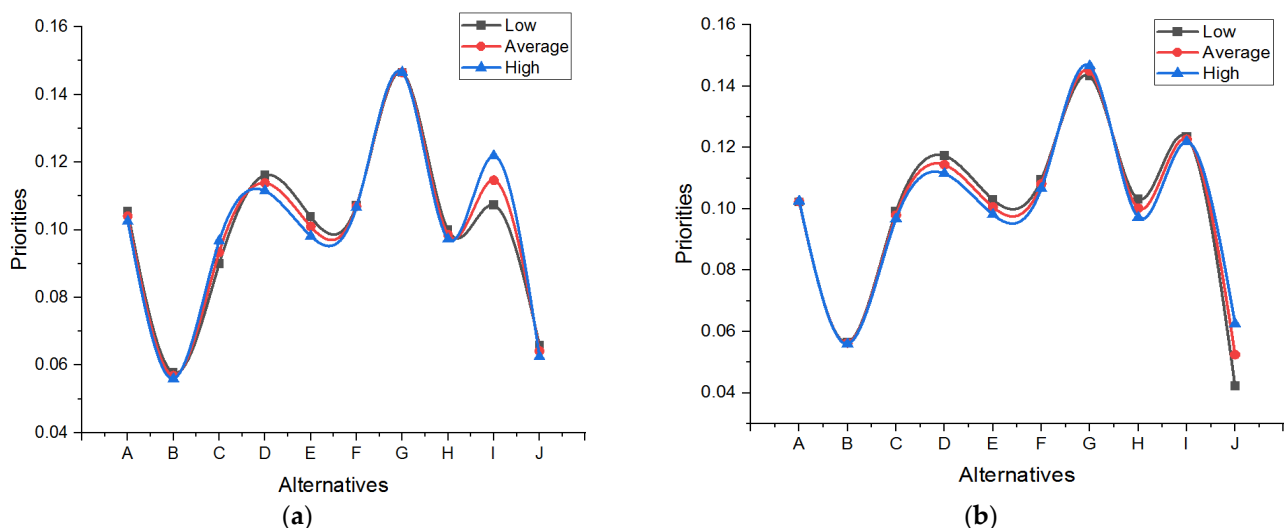 0.16
0.14
0.12
0.10
0.08
0.06
0.04
Priorities
Low
Average
High
A B C D E F G H I J
Alternatives
(a)
0.16
0.14
0.12
0.10
0.08
0.06
0.04
Priorities
Low
Average
High
A B C D E F G H I J
Alternatives
(b)